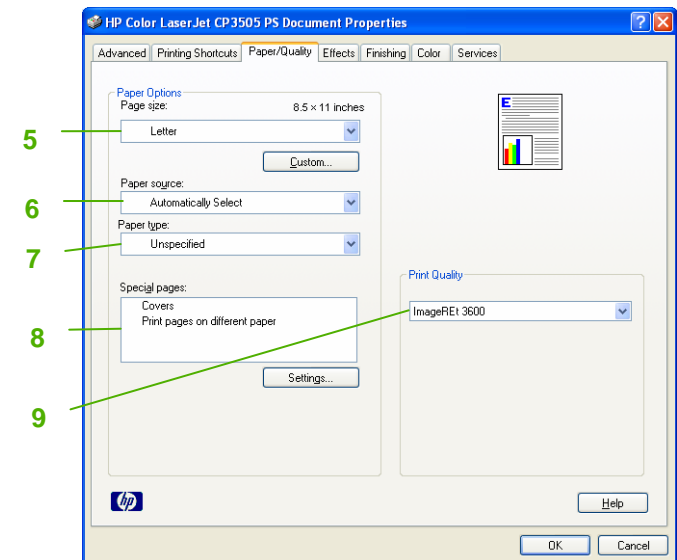 HP Color LaserJet CP3505 PS Document Properties
Advanced Printing Shortcuts Paper/Quality Effects Finishing Color Services
Paper Options
Page size: 8.5 × 11 inches
5 Letter
Custom...
Paper source:
6 Automatically Select
Paper type:
7 Unspecified
Print Quality
Special pages:
Covers
ImageREt 3600
Print pages on different paper
8
Settings...
9
E
hp
Help
OK Cancel